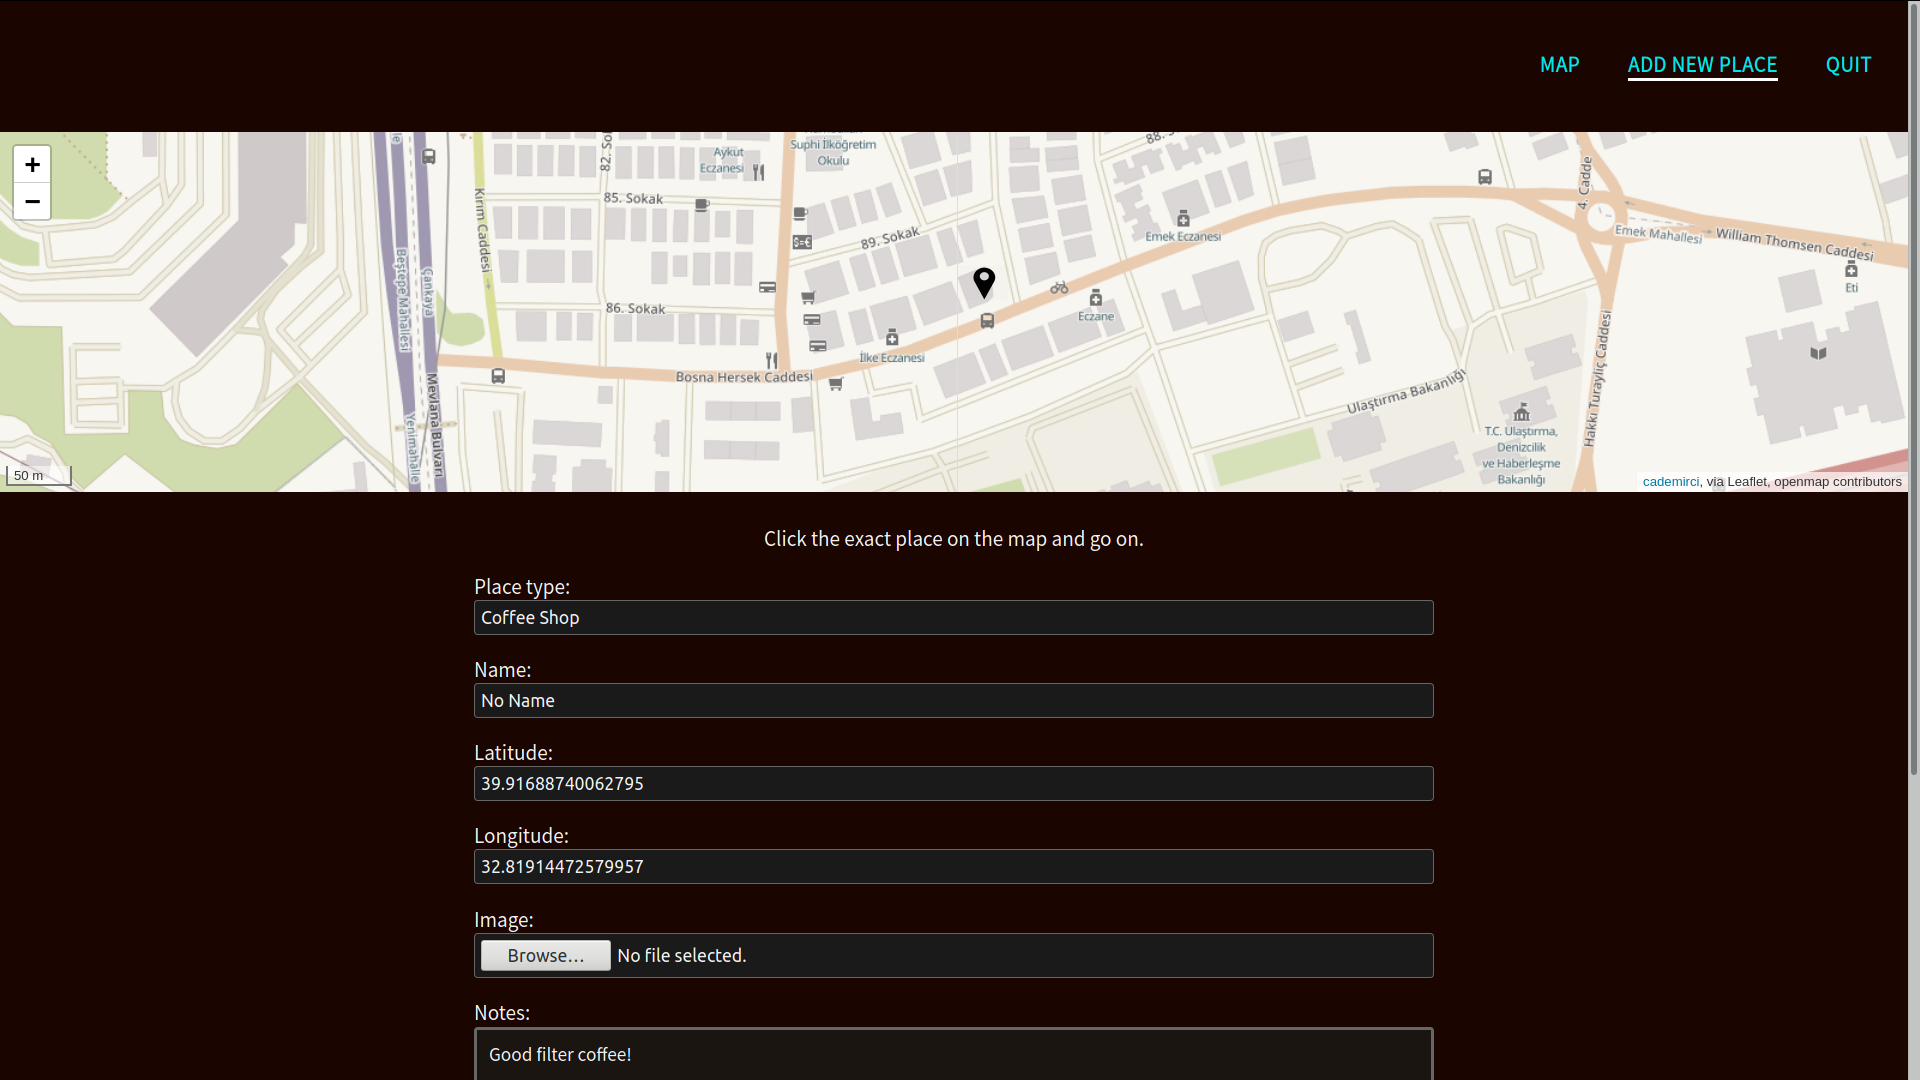 MAP ADD NEW PLACE QUIT
+
−
82. So
Aykut
Eczanesi
Suphi İlköğretim
Okulu
88. S
4. Cadde
85. Sokak
Kırım Caddesi
89. Sokak
Emek Eczanesi
Emek Mahallesi
William Thomsen Caddesi
$=€
Beştepe Mahallesi
Çankaya
Eti
86. Sokak
Eczane
İlke Eczanesi
Bosna Hersek Caddesi
Mevlana Bulvarı
Yenimahalle
Ulaştırma Bakanlığı
Hakkı Turayliç Caddesi
T.C. Ulaştırma,
Denizcilik
ve Haberleşme
Bakanlığı
50 m
cademirci, via Leaflet, openmap contributors
Click the exact place on the map and go on.
Place type:
Coffee Shop
Name:
No Name
Latitude:
39.91688740062795
Longitude:
32.81914472579957
Image:
Browse… No file selected.
Notes:
Good filter coffee!